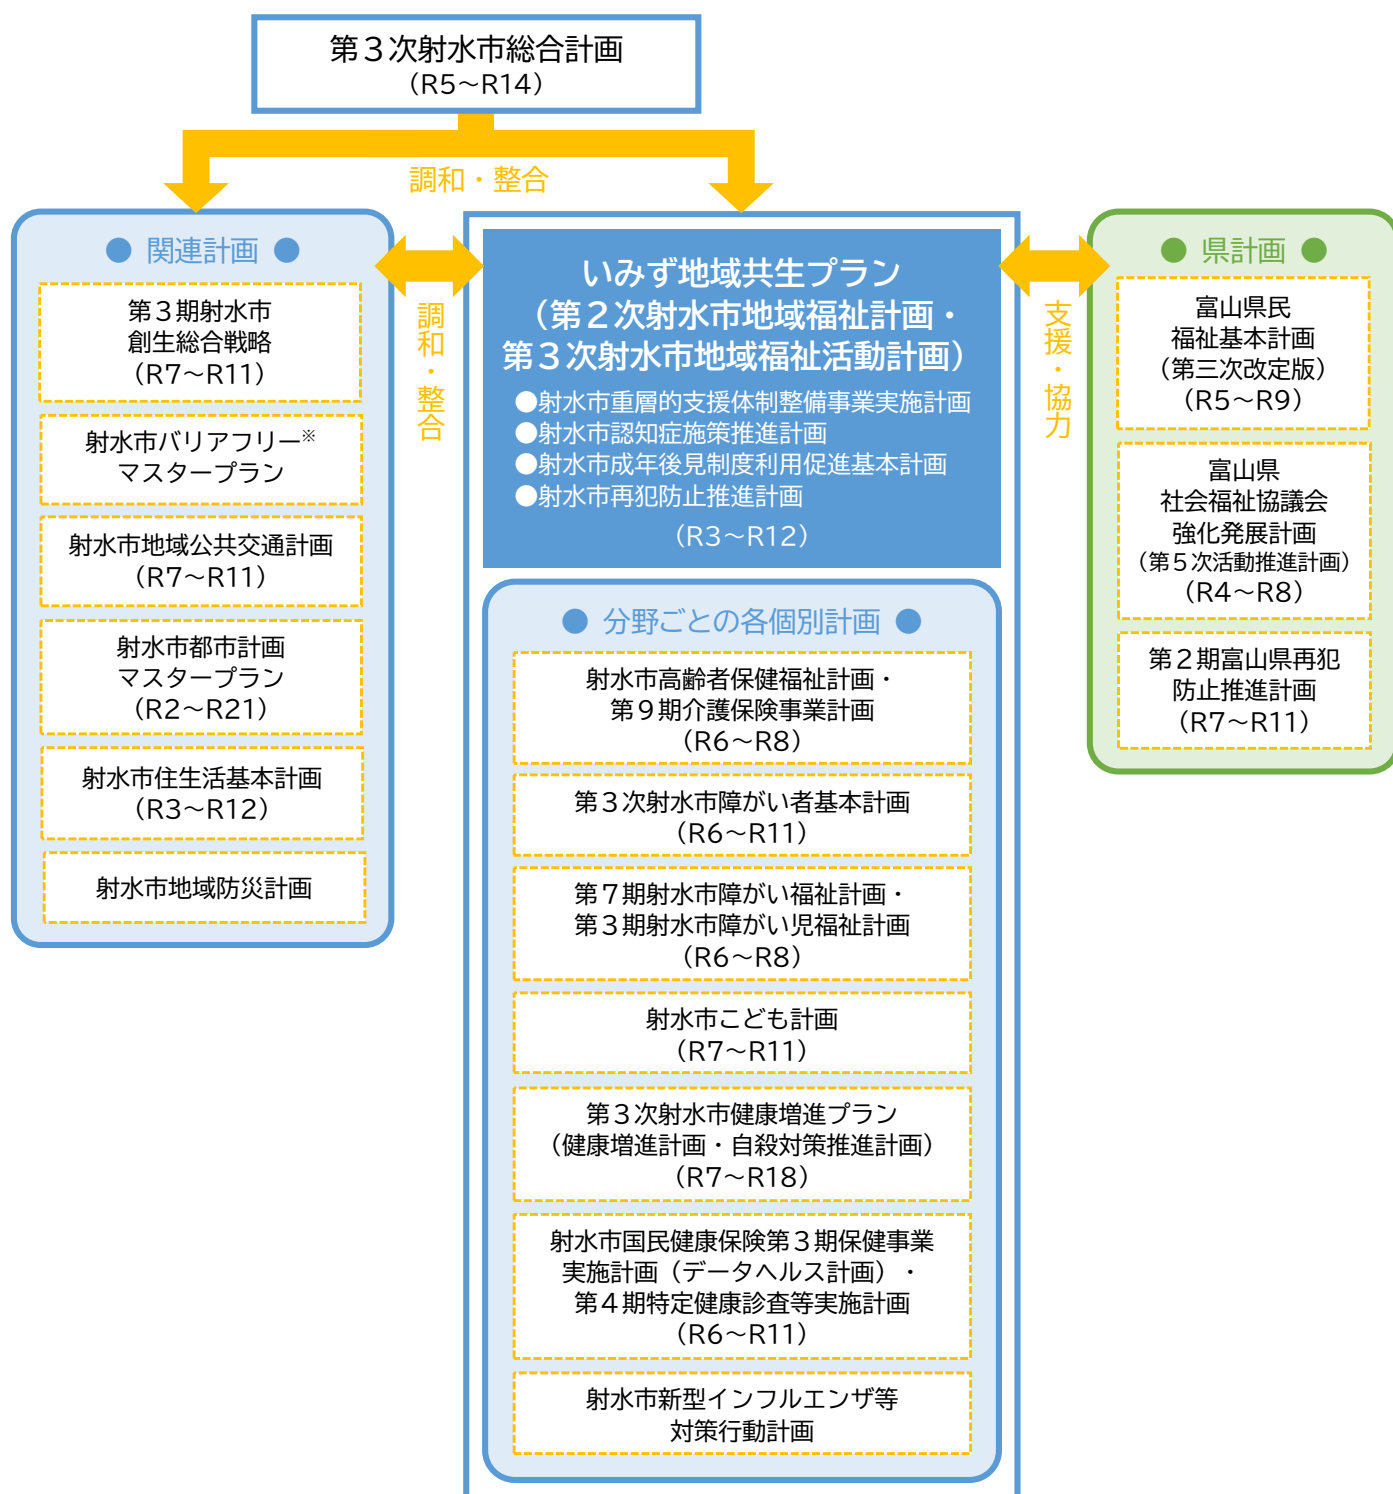 第３次射水市総合計画
（R5～R14）
調和・整合
● 関連計画 ●
第３期射水市
創生総合戦略
（R7～R11）
射水市バリアフリー※
マスタープラン
射水市地域公共交通計画
（R7～R11）
射水市都市計画
マスタープラン
（R2～R21）
射水市住生活基本計画
（R3～R12）
射水市地域防災計画
調和・整合
いみず地域共生プラン
（第２次射水市地域福祉計画・
第３次射水市地域福祉活動計画）
●射水市重層的支援体制整備事業実施計画
●射水市認知症施策推進計画
●射水市成年後見制度利用促進基本計画
●射水市再犯防止推進計画
（R3～R12）
● 分野ごとの各個別計画 ●
射水市高齢者保健福祉計画・
第９期介護保険事業計画
（R6～R8）
第３次射水市障がい者基本計画
（R6～R11）
第７期射水市障がい福祉計画・
第３期射水市障がい児福祉計画
（R6～R8）
射水市こども計画
（R7～R11）
第３次射水市健康増進プラン
（健康増進計画・自殺対策推進計画）
（R7～R18）
射水市国民健康保険第３期保健事業
実施計画（データヘルス計画）・
第４期特定健康診査等実施計画
（R6～R11）
射水市新型インフルエンザ等
対策行動計画
支援・協力
● 県計画 ●
富山県民
福祉基本計画
（第三次改定版）
（R5～R9）
富山県
社会福祉協議会
強化発展計画
（第５次活動推進計画）
（R4～R8）
第２期富山県再犯
防止推進計画
（R7～R11）